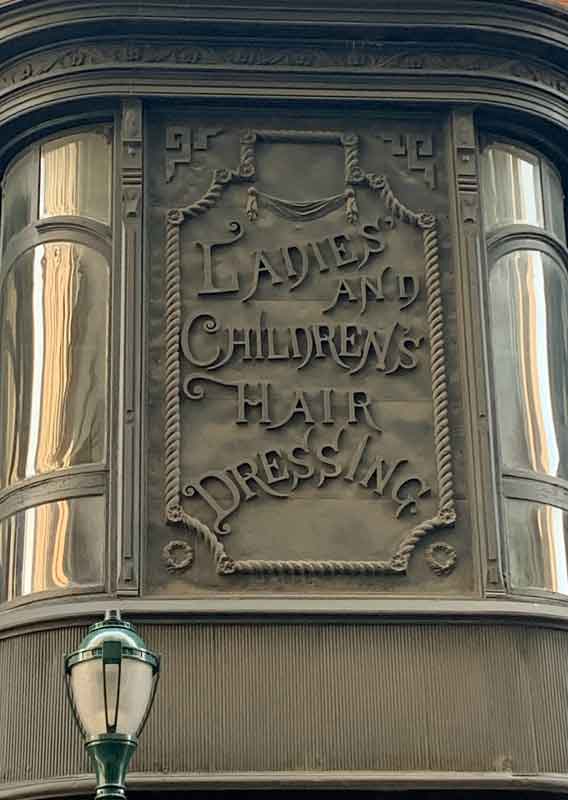 Ladies'
and
Children's
Hair
Dressing